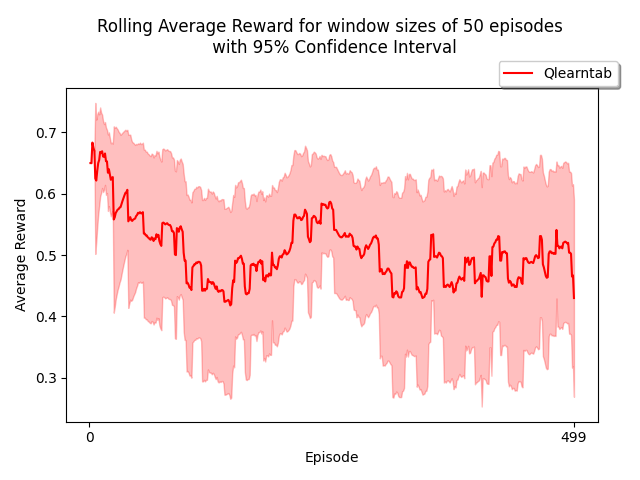 Rolling Average Reward for window sizes of 50 episodes
with 95% Confidence Interval
Qlearntab
0.7
0.6
0.5
0.4
0.3
Average Reward
0
499
Episode